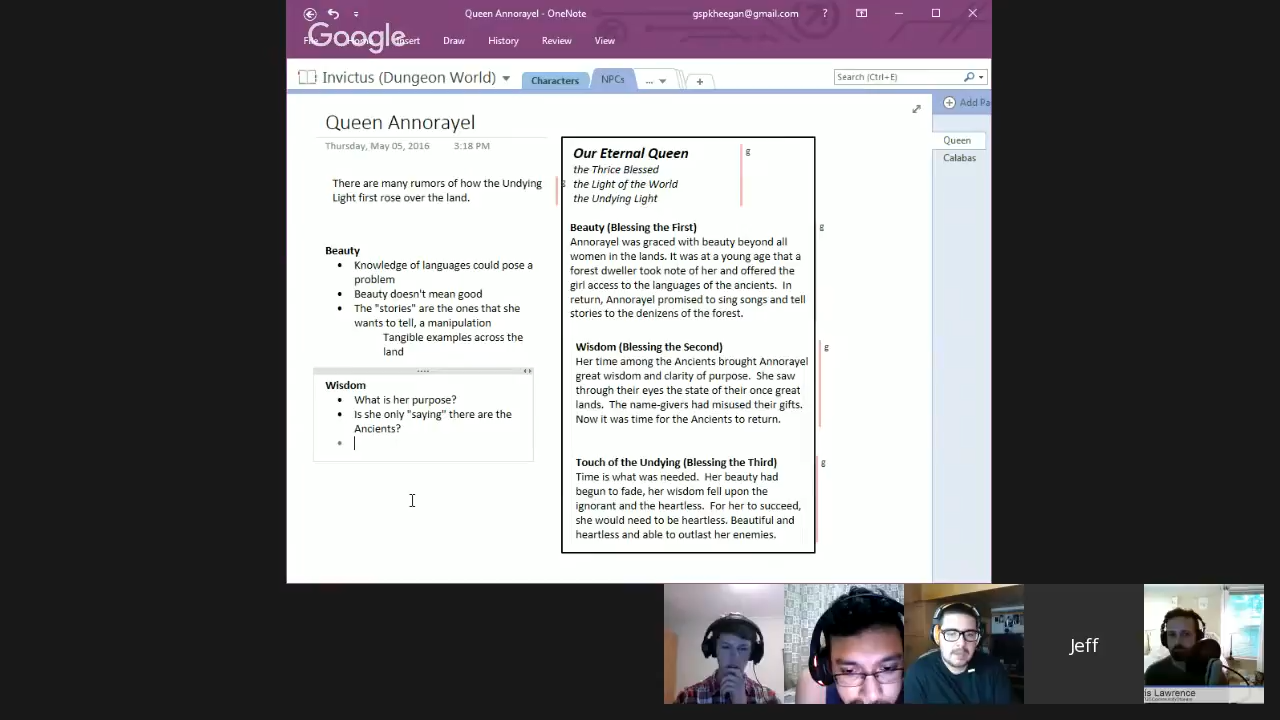 Queen Annorayel - OneNote
gspkheegan@gmail.com
?
Google
Insert
Draw
History
Review
View
Invictus (Dungeon World)
Characters
NPCs
...
Search (Ctrl+E)
Queen Annorayel
Thursday, May 05, 2016 3:18 PM
Add Pa
Queen
Calabas
There are many rumors of how the Undying
Light first rose over the land.
Beauty
• Knowledge of languages could pose a
problem
• Beauty doesn't mean good
• The "stories" are the ones that she
wants to tell, a manipulation
Tangible examples across the
land
Wisdom
• What is her purpose?
• Is she only "saying" there are the
Ancients?
Our Eternal Queen
the Thrice Blessed
the Light of the World
the Undying Light
g
Beauty (Blessing the First)
g
Annorayel was graced with beauty beyond all
women in the lands. It was at a young age that a
forest dweller took note of her and offered the
girl access to the languages of the ancients. In
return, Annorayel promised to sing songs and tell
stories to the denizens of the forest.
Wisdom (Blessing the Second)
g
Her time among the Ancients brought Annorayel
great wisdom and clarity of purpose. She saw
through their eyes the state of their once great
lands. The name-givers had misused their gifts.
Now it was time for the Ancients to return.
Touch of the Undying (Blessing the Third)
g
Time is what was needed. Her beauty had
begun to fade, her wisdom fell upon the
ignorant and the heartless. For her to succeed,
she would need to be heartless. Beautiful and
heartless and able to outlast her enemies.
Jeff
is Lawrence